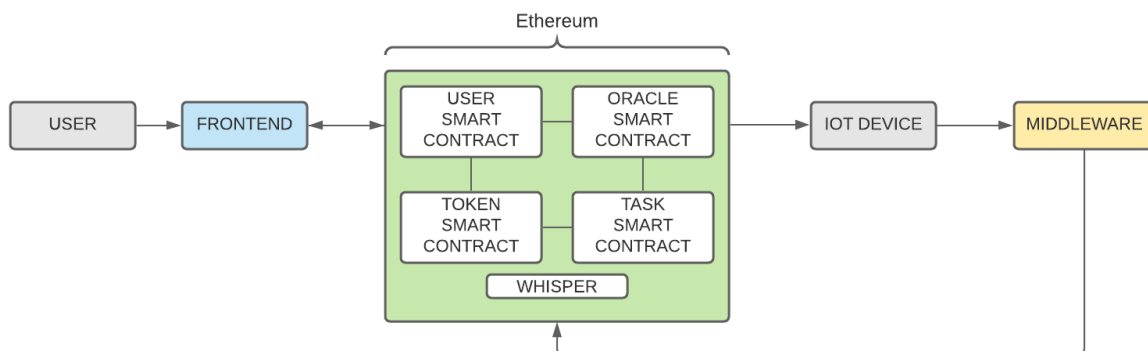 Ethereum
USER
FRONTEND
USER
SMART
CONTRACT
ORACLE
SMART
CONTRACT
TOKEN
SMART
CONTRACT
TASK
SMART
CONTRACT
WHISPER
IOT DEVICE
MIDDLEWARE